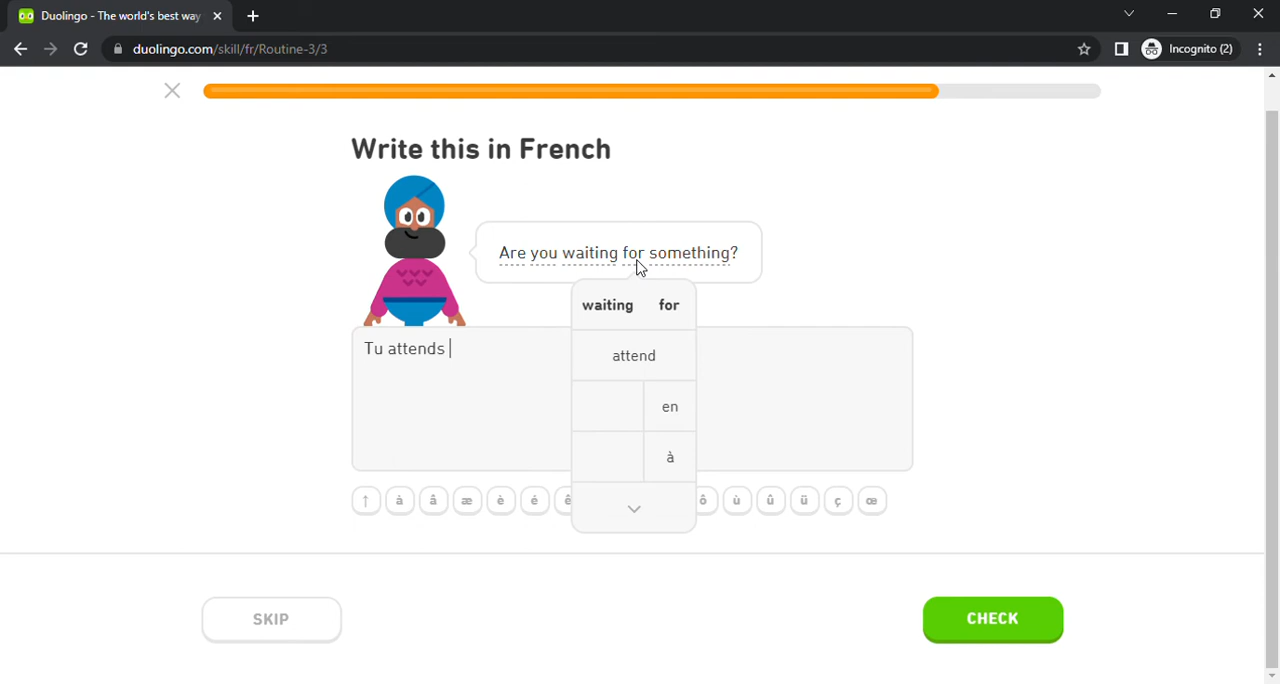 Duolingo - The world's best way
duolingo.com/skill/fr/Routine-3/3
Incognito (2)
Write this in French
Are you waiting for something?
Tu attends
waiting for
attend
en
à
↑ à â æ è é ê ô ù û ü ç œ
SKIP
CHECK